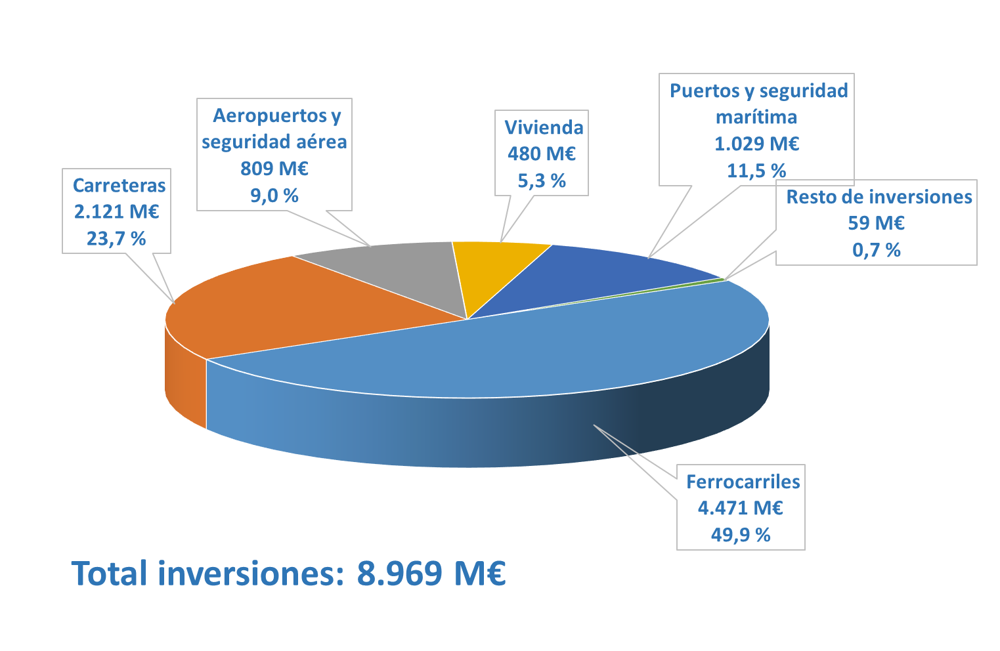 Puertos y seguridad
marítima
1.029 M€
11,5 %
Aeropuertos y
seguridad aérea
809 M€
9,0 %
Vivienda
480 M€
5,3 %
Carreteras
2.121 M€
23,7 %
Resto de inversiones
59 M€
0,7 %
Ferrocarriles
4.471 M€
49,9 %
Total inversiones: 8.969 M€